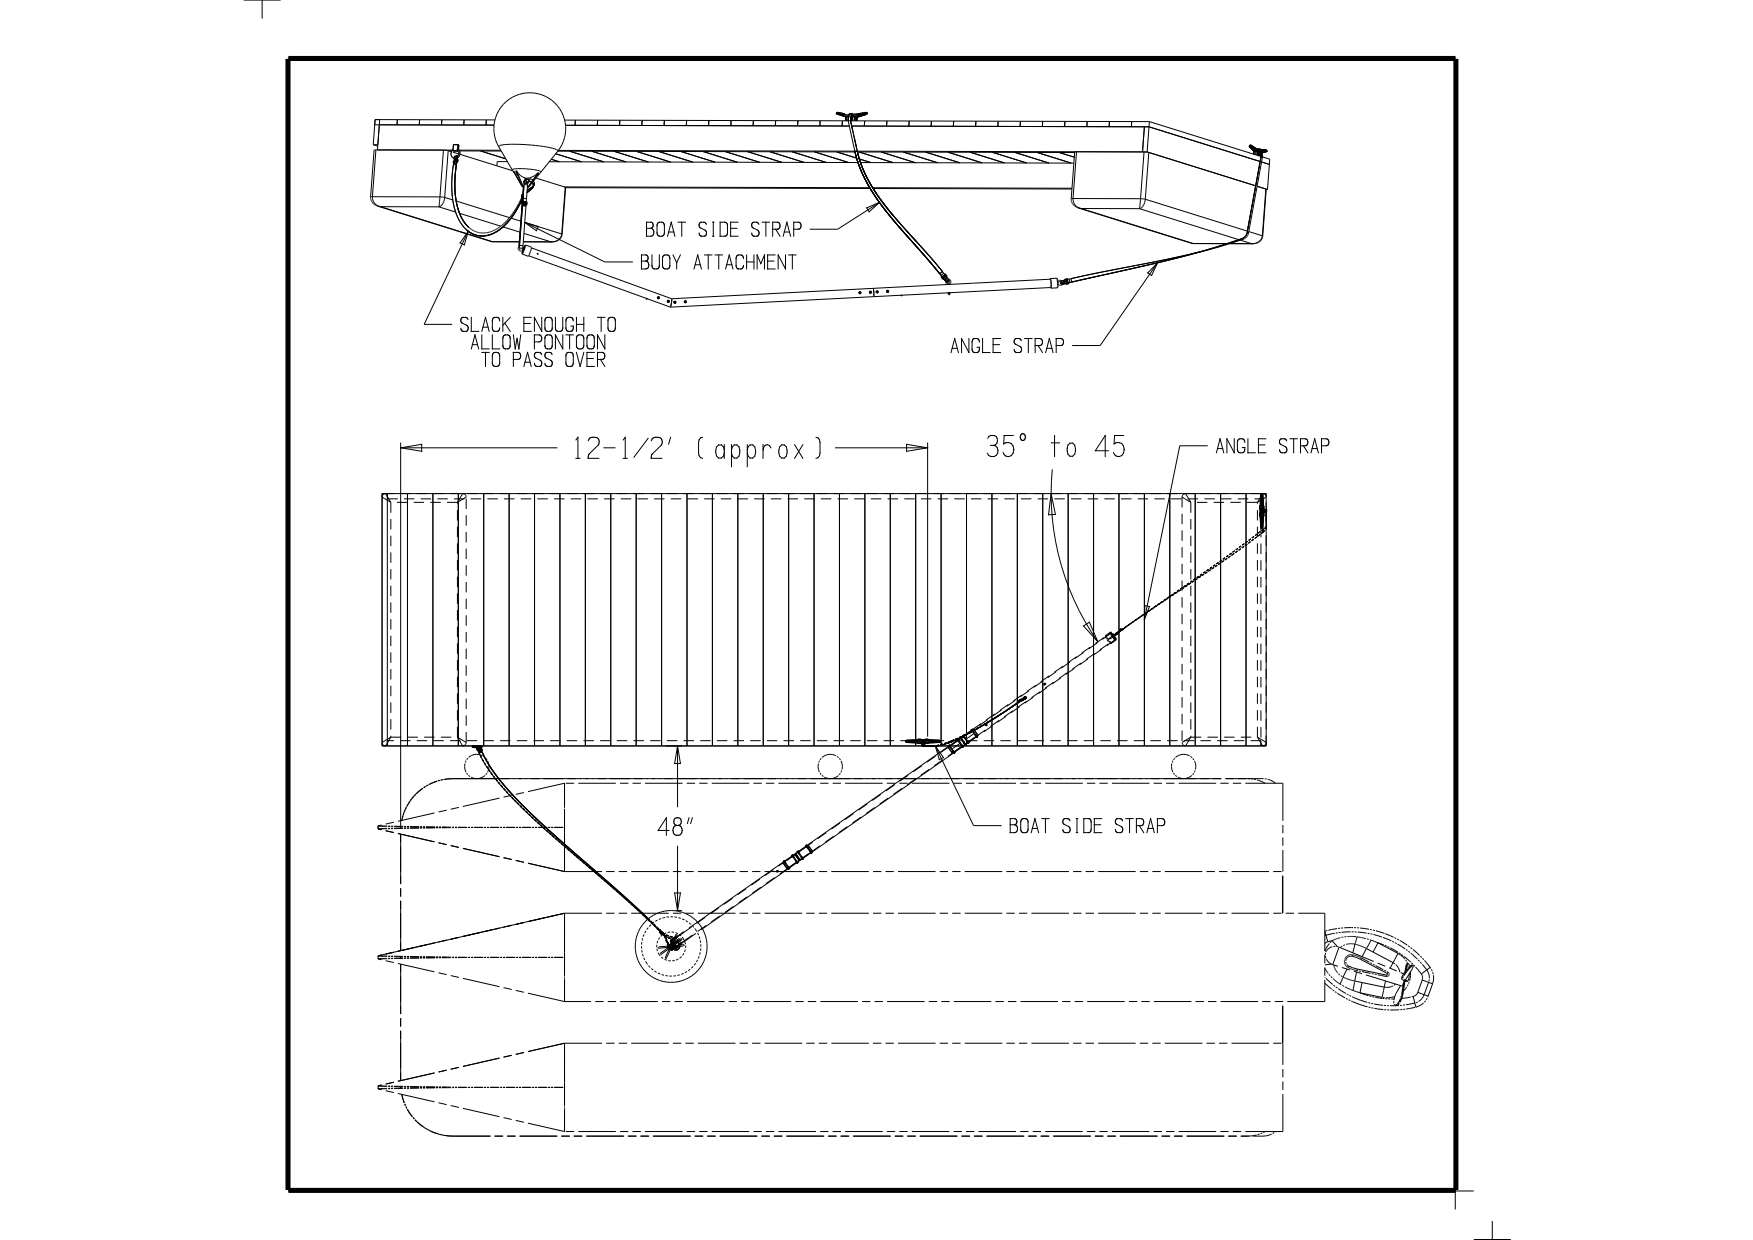 BOAT SIDE STRAP
BUOY ATTACHMENT
SLACK ENOUGH TO
ALLOW PONTOON
TO PASS OVER
ANGLE STRAP
12-1/2' (approx)
35° to 45
ANGLE STRAP
48"
BOAT SIDE STRAP